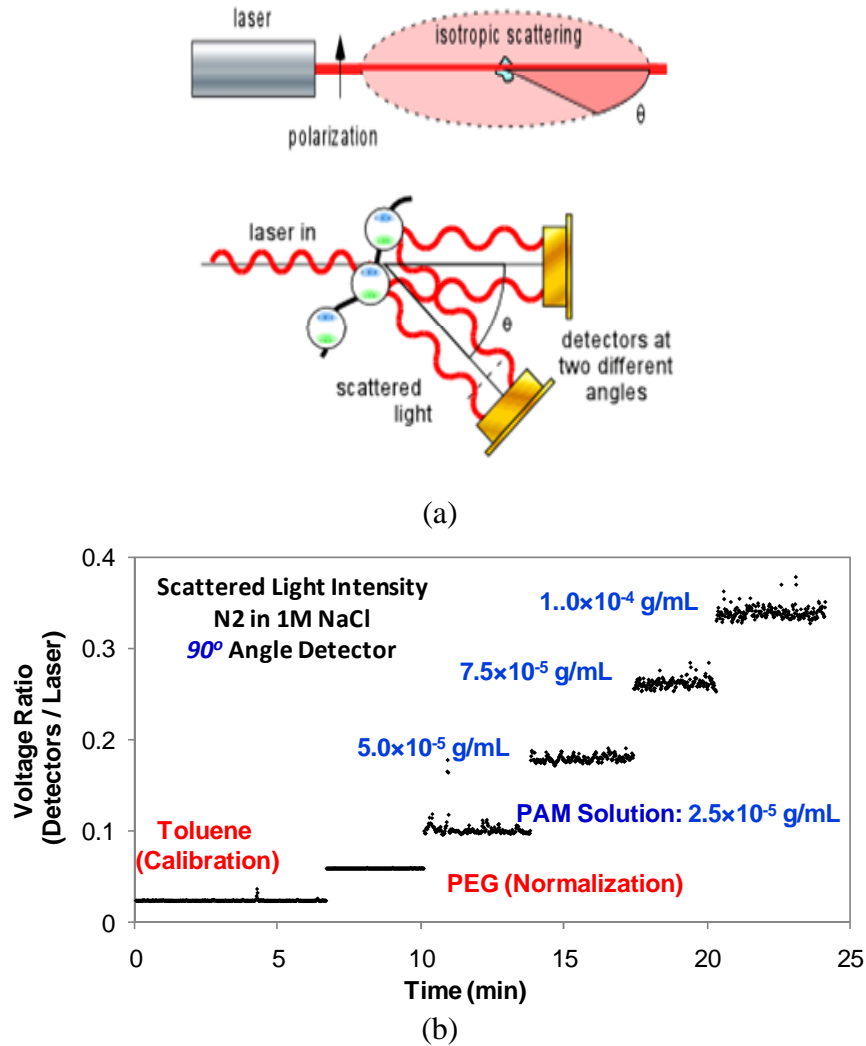 laser
isotropic scattering
θ
polarization
laser in
θ
detectors at
two different
angles
scattered
light
(a)
0.4
Scattered Light Intensity
N2 in 1M NaCl
90º Angle Detector
1..0×10⁻⁴ g/mL
0.3
7.5×10⁻⁵ g/mL
Voltage Ratio
(Detectors / Laser)
0.2
5.0×10⁻⁵ g/mL
PAM Solution: 2.5×10⁻⁵ g/mL
0.1
Toluene
(Calibration)
PEG (Normalization)
0
0 5 10 15 20 25
Time (min)
(b)